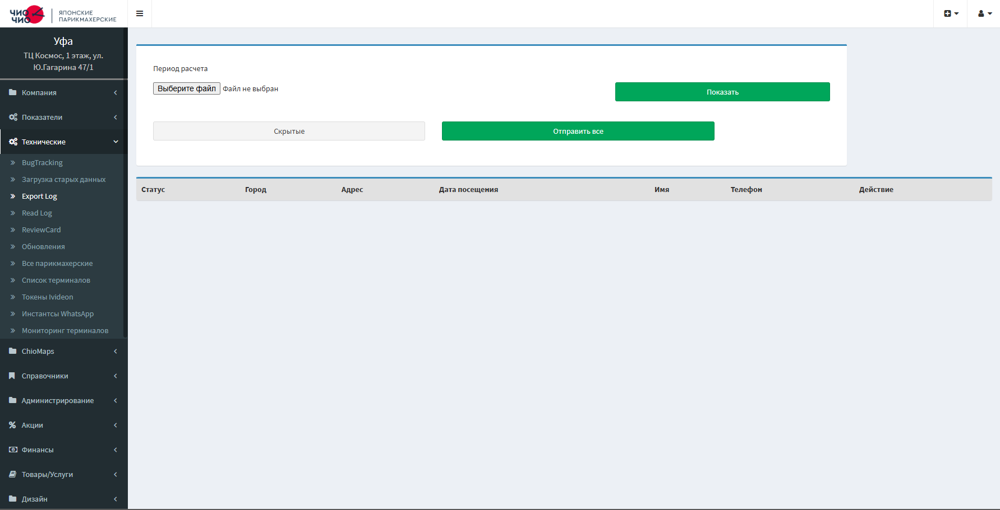 ЧИО
ЧИО
ЯПОНСКИЕ
ПАРИКМАХЕРСКИЕ
Уфа
ТЦ Космос, 1 этаж, ул.
Ю.Гагарина 47/1
Компания
Показатели
Технические
BugTracking
Загрузка старых данных
Export Log
Read Log
ReviewCard
Обновления
Все парикмахерские
Список терминалов
Токены Ivideon
Инстантсы WhatsApp
Мониторинг терминалов
ChioMaps
Справочники
Администрирование
Акции
Финансы
Товары/Услуги
Дизайн
Период расчета
Выберите файл Файл не выбран
Показать
Скрытые
Отправить все
Статус Город Адрес Дата посещения Имя Телефон Действие